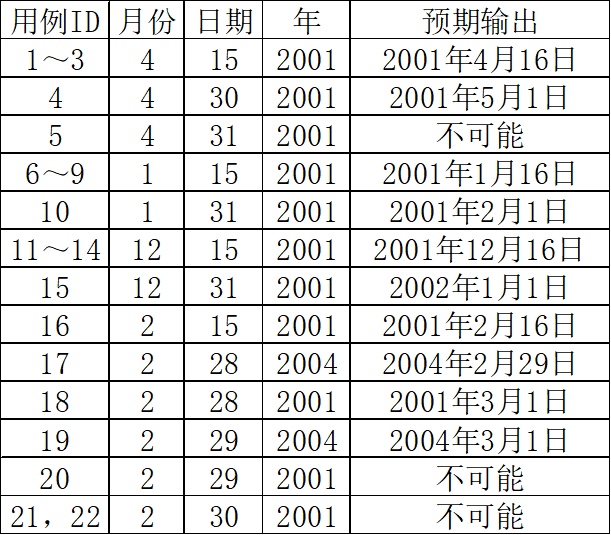 用例ID 月份 日期 年 预期输出
1～3 4 15 2001 2001年4月16日
4 4 30 2001 2001年5月1日
5 4 31 2001 不可能
6～9 1 15 2001 2001年1月16日
10 1 31 2001 2001年2月1日
11～14 12 15 2001 2001年12月16日
15 12 31 2001 2002年1月1日
16 2 15 2001 2001年2月16日
17 2 28 2004 2004年2月29日
18 2 28 2001 2001年3月1日
19 2 29 2004 2004年3月1日
20 2 29 2001 不可能
21，22 2 30 2001 不可能